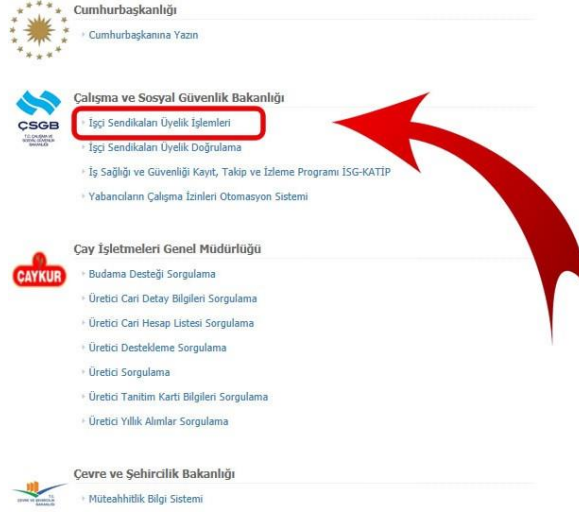 Cumhurbaşkanlığı
Cumhurbaşkanına Yazın
Çalışma ve Sosyal Güvenlik Bakanlığı
ÇSGB
İşçi Sendikaları Üyelik İşlemleri
İşçi Sendikaları Üyelik Doğrulama
İş Sağlığı ve Güvenliği Kayıt, Takip ve İzleme Programı İSG-KATİP
Yabancıların Çalışma İzinleri Otomasyon Sistemi
Çay İşletmeleri Genel Müdürlüğü
ÇAYKUR
Budama Desteği Sorgulama
Üretici Cari Detay Bilgileri Sorgulama
Üretici Cari Hesap Listesi Sorgulama
Üretici Destekleme Sorgulama
Üretici Sorgulama
Üretici Tanitim Karti Bilgileri Sorgulama
Üretici Yıllık Alımlar Sorgulama
Çevre ve Şehircilik Bakanlığı
Müteahhitlik Bilgi Sistemi